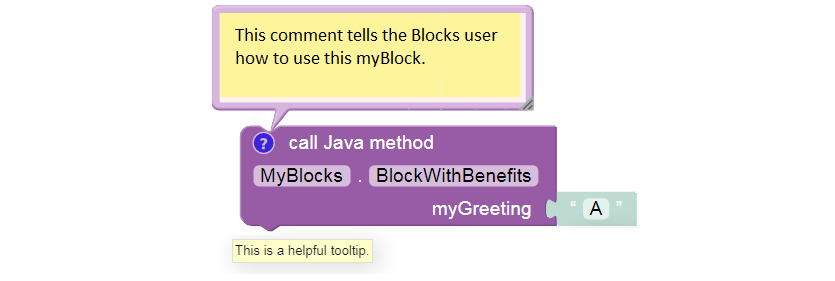 This comment tells the Blocks user
how to use this myBlock.
? call Java method
MyBlocks . BlockWithBenefits
myGreeting “ A ”
This is a helpful tooltip.